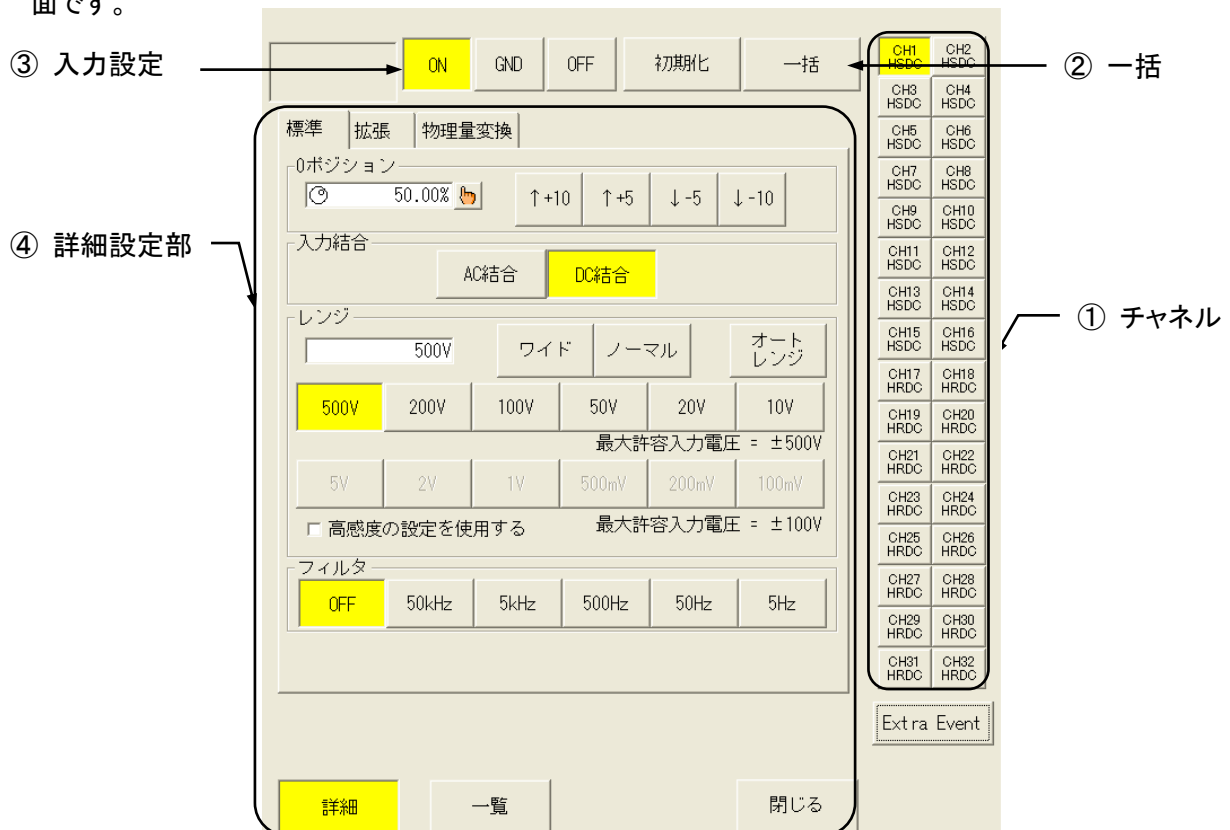 面です。
③ 入力設定
ON GND OFF 初期化 一括
② 一括
標準 拡張 物理量変換
0ポジション
50.00% ↑+10 ↑+5 ↓-5 ↓-10
④ 詳細設定部
入力結合
AC結合 DC結合
レンジ
500V ワイド ノーマル オート
レンジ
500V 200V 100V 50V 20V 10V
最大許容入力電圧 = ±500V
5V 2V 1V 500mV 200mV 100mV
高感度の設定を使用する 最大許容入力電圧 = ±100V
フィルタ
OFF 50kHz 5kHz 500Hz 50Hz 5Hz
詳細 一覧 閉じる
CH1 CH2
HSDC HSDC
CH3 CH4
HSDC HSDC
CH5 CH6
HSDC HSDC
CH7 CH8
HSDC HSDC
CH9 CH10
HSDC HSDC
CH11 CH12
HSDC HSDC
CH13 CH14
HSDC HSDC
CH15 CH16
HSDC HSDC
CH17 CH18
HRDC HRDC
CH19 CH20
HRDC HRDC
CH21 CH22
HRDC HRDC
CH23 CH24
HRDC HRDC
CH25 CH26
HRDC HRDC
CH27 CH28
HRDC HRDC
CH29 CH30
HRDC HRDC
CH31 CH32
HRDC HRDC
Extra Event
① チャネル